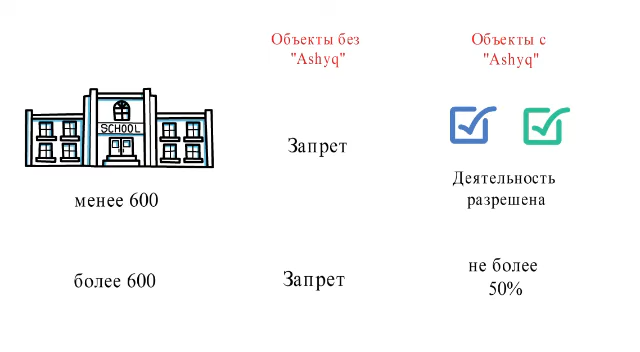 Объекты без
"Ashyq"
Объекты с
"Ashyq"
SCHOOL
Запрет
Деятельность
разрешена
менее 600
более 600
Запрет
не более
50%